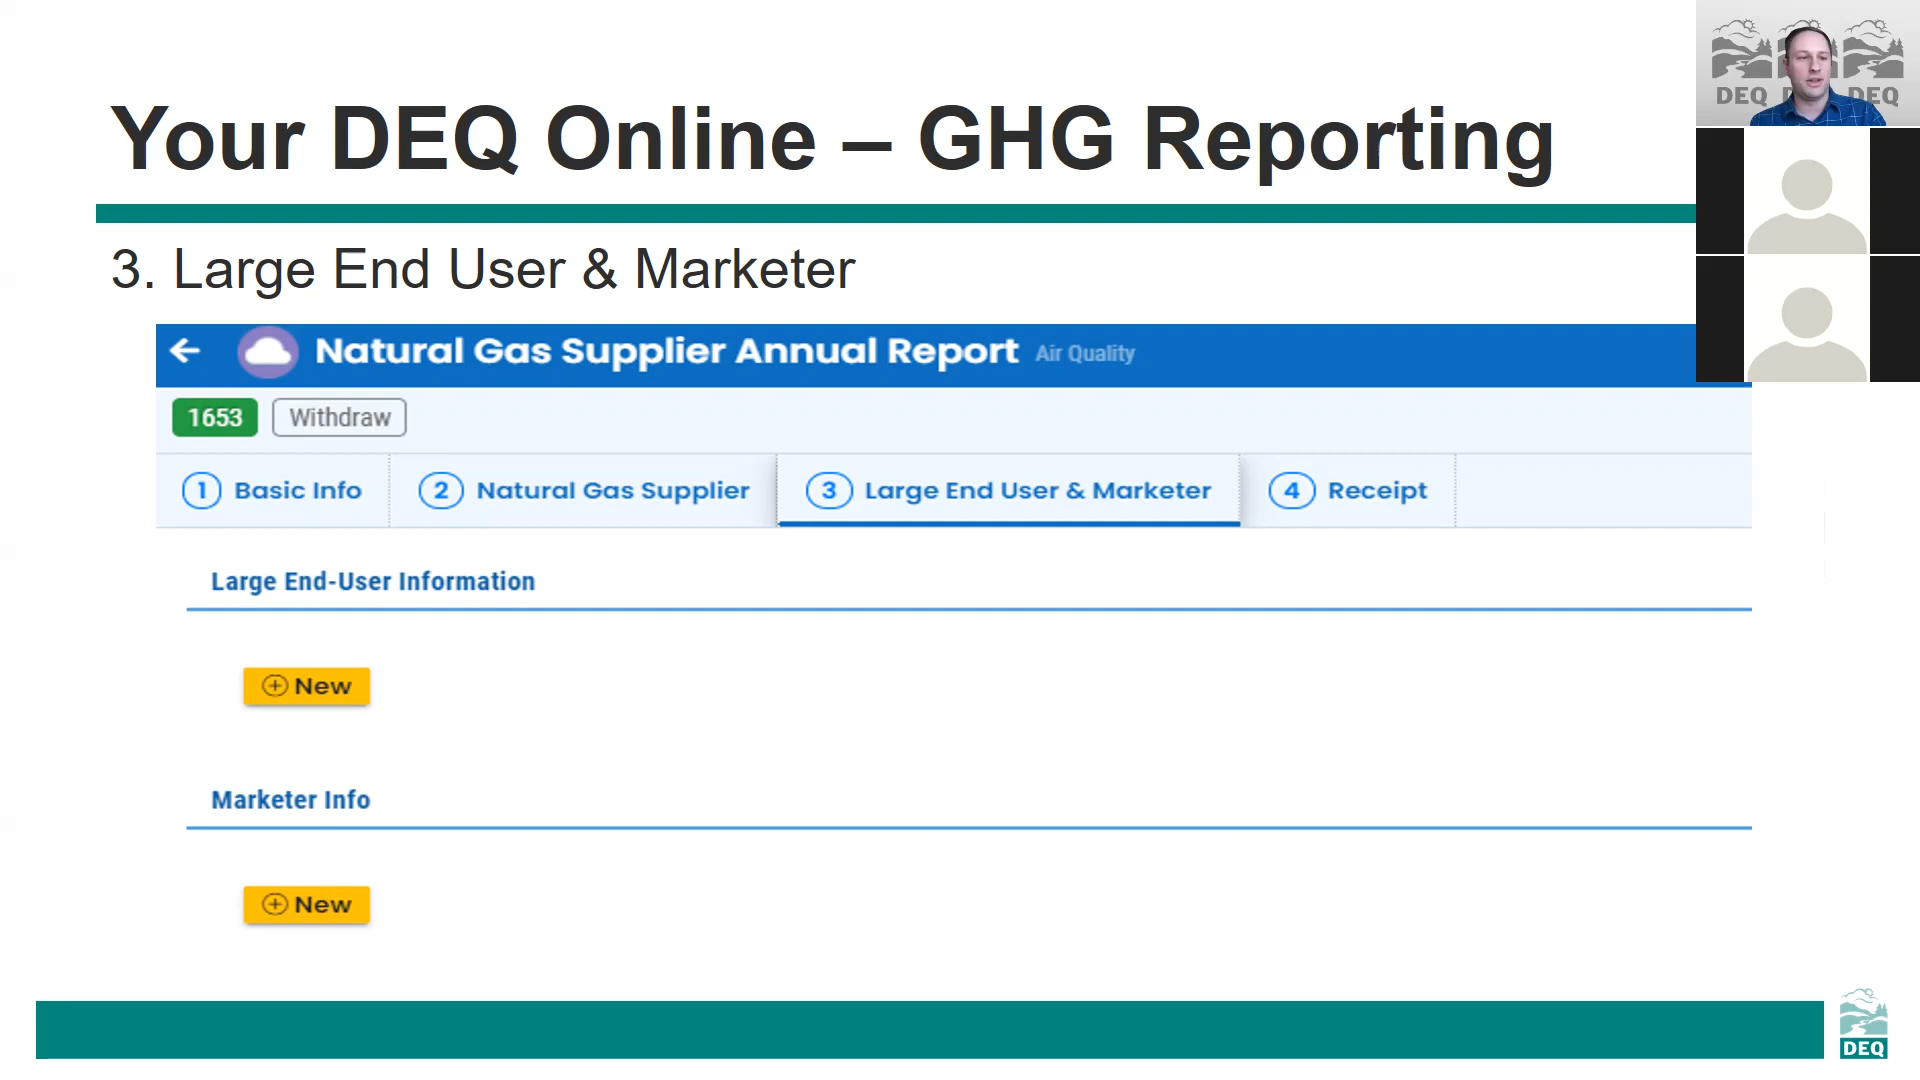 Your DEQ Online – GHG Reporting
DEQ DEQ
3. Large End User & Marketer
Natural Gas Supplier Annual Report Air Quality
1653 Withdraw
1 Basic Info 2 Natural Gas Supplier 3 Large End User & Marketer 4 Receipt
Large End-User Information
New
Marketer Info
New
DEQ